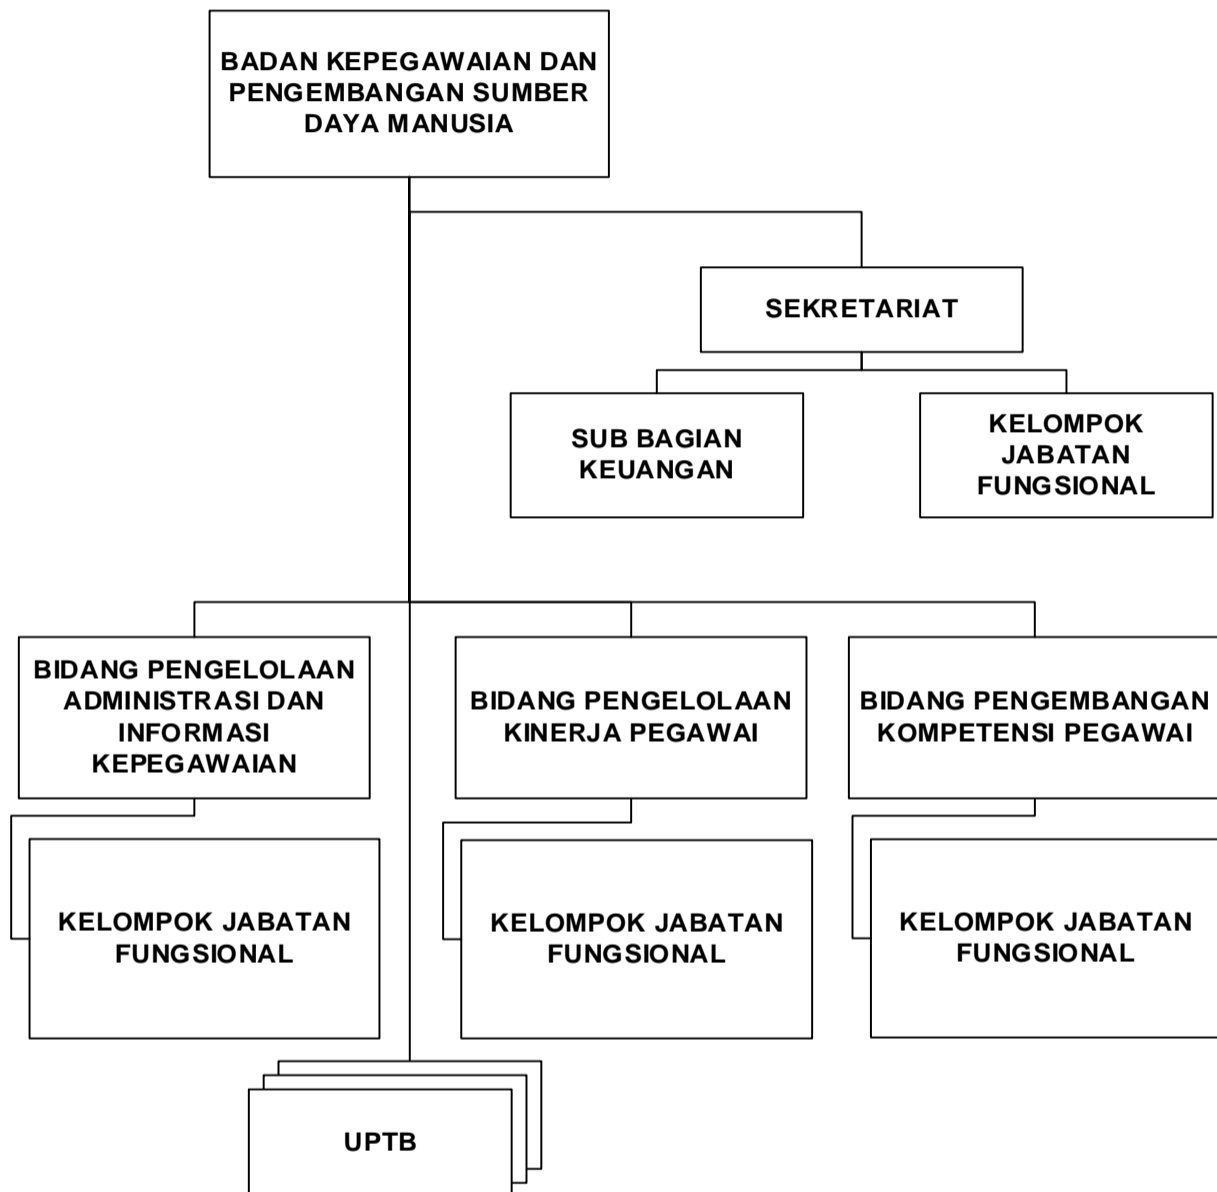 BADAN KEPEGAWAIAN DAN
PENGEMBANGAN SUMBER
DAYA MANUSIA
SEKRETARIAT
SUB BAGIAN
KEUANGAN
KELOMPOK
JABATAN
FUNGSIONAL
BIDANG PENGELOLAAN
ADMINISTRASI DAN
INFORMASI
KEPEGAWAIAN
BIDANG PENGELOLAAN
KINERJA PEGAWAI
BIDANG PENGEMBANGAN
KOMPETENSI PEGAWAI
KELOMPOK JABATAN
FUNGSIONAL
KELOMPOK JABATAN
FUNGSIONAL
KELOMPOK JABATAN
FUNGSIONAL
UPTB